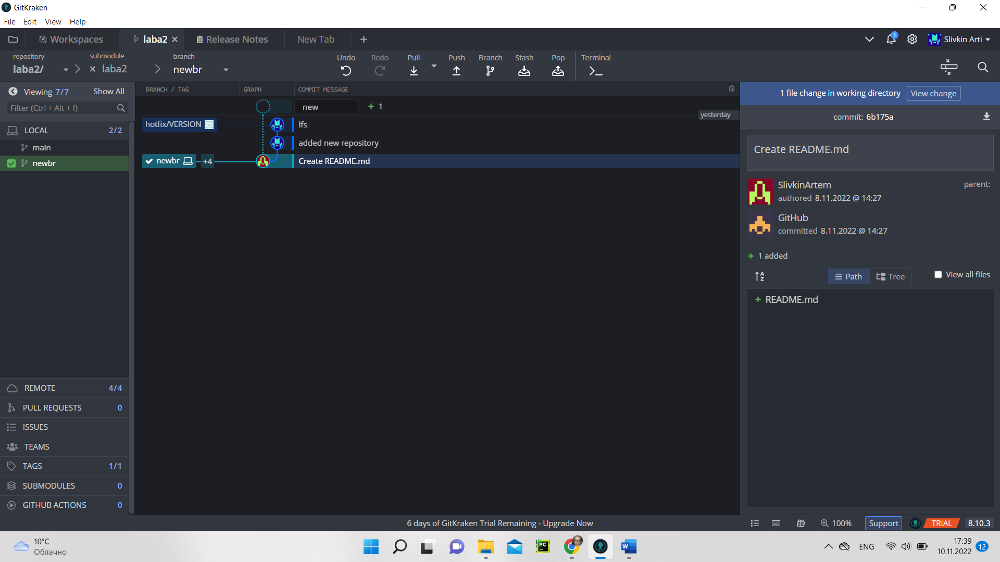 GitKraken
File Edit View Help
Workspaces
laba2
Release Notes
New Tab
1
Slivkin Arti
repository
laba2/
submodule
laba2
branch
newbr
Undo
Redo
Pull
Push
Branch
Stash
Pop
Terminal
Viewing 7/7
Show All
Filter (Ctrl + Alt + f)
LOCAL 2/2
main
newbr
REMOTE 4/4
PULL REQUESTS 0
ISSUES
TEAMS
TAGS 1/1
SUBMODULES 0
GITHUB ACTIONS 0
BRANCH / TAG GRAPH COMMIT MESSAGE
new + 1
yesterday
hotfix/VERSION lfs
added new repository
newbr +4 Create README.md
1 file change in working directory View change
commit: 6b175a
Create README.md
SlivkinArtem
authored 8.11.2022 @ 14:27
parent:
GitHub
committed 8.11.2022 @ 14:27
+ 1 added
A
Z
Path
Tree
View all files
+ README.md
6 days of GitKraken Trial Remaining - Upgrade Now
100%
Support
TRIAL
8.10.3
10°C
Облачно
PC
W
ENG
17:39
10.11.2022
12